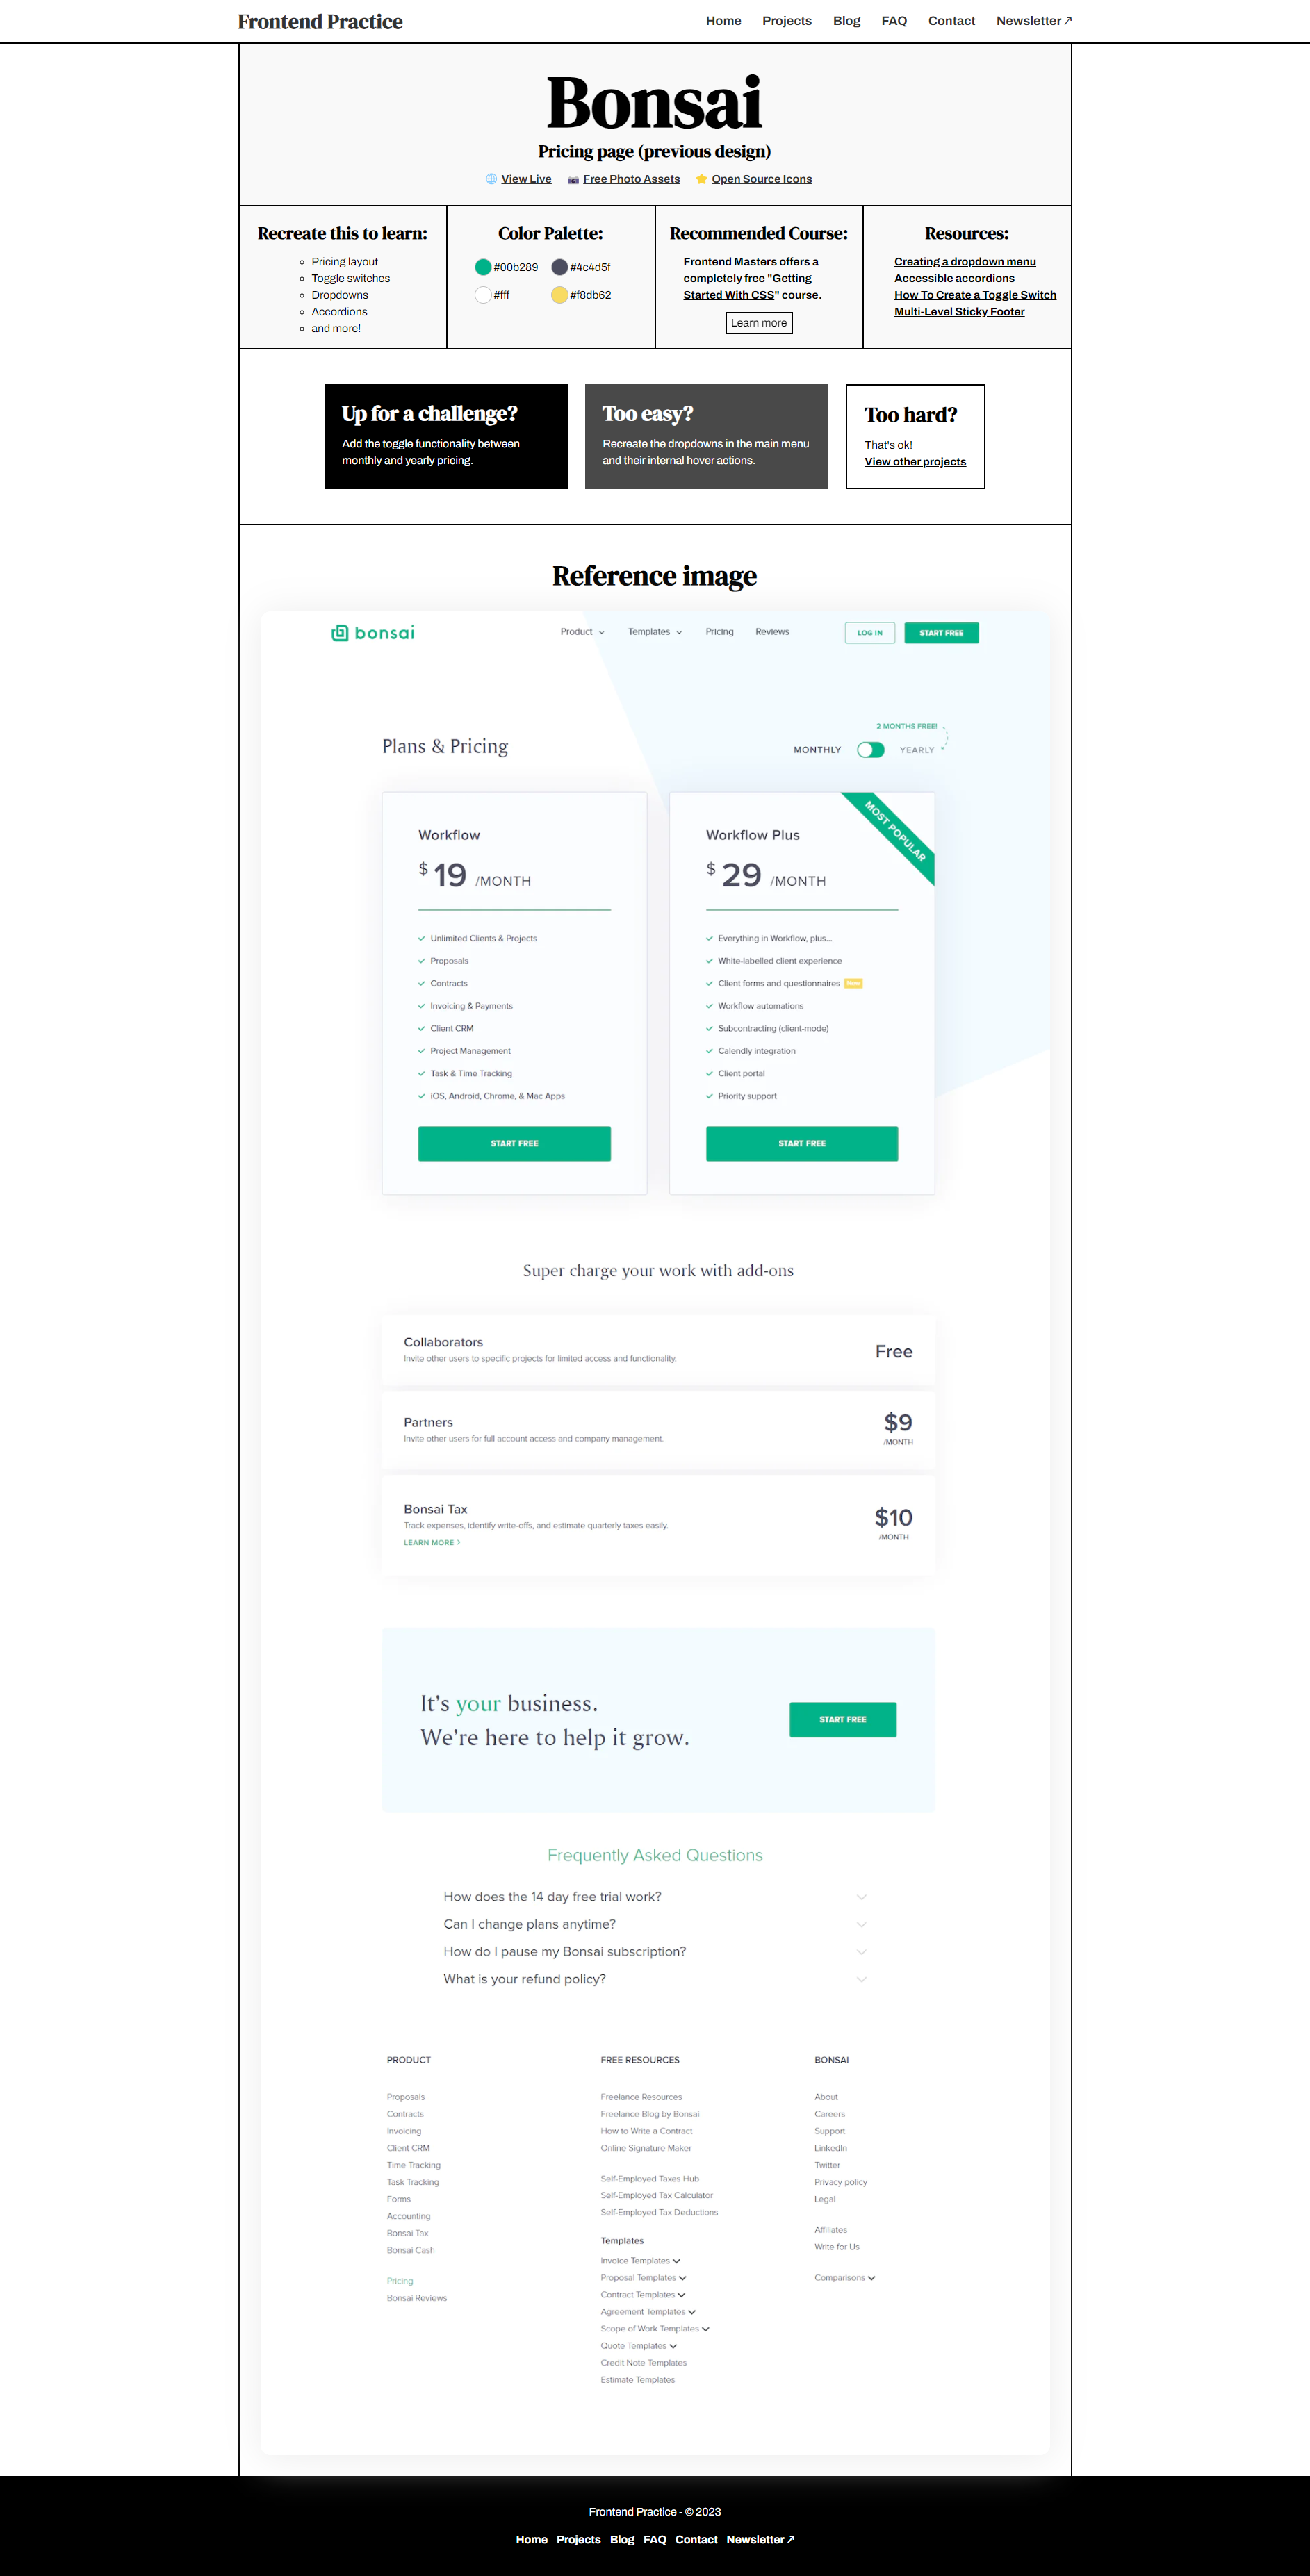 Frontend Practice
Home Projects Blog FAQ Contact Newsletter↗
Bonsai
Pricing page (previous design)
🌐 View Live 📷 Free Photo Assets ⭐ Open Source Icons
Recreate this to learn:
Pricing layout
Toggle switches
Dropdowns
Accordions
and more!
Color Palette:
#00b289 #4c4d5f
#fff #f8db62
Recommended Course:
Frontend Masters offers a
completely free "Getting
Started With CSS" course.
Learn more
Resources:
Creating a dropdown menu
Accessible accordions
How To Create a Toggle Switch
Multi-Level Sticky Footer
Up for a challenge?
Add the toggle functionality between
monthly and yearly pricing.
Too easy?
Recreate the dropdowns in the main menu
and their internal hover actions.
Too hard?
That's ok!
View other projects
Reference image
bonsai
Product Templates Pricing Reviews
LOG IN START FREE
2 MONTHS FREE!
Plans & Pricing
MONTHLY YEARLY
Workflow
$ 19 /MONTH
Unlimited Clients & Projects
Proposals
Contracts
Invoicing & Payments
Client CRM
Project Management
Task & Time Tracking
iOS, Android, Chrome, & Mac Apps
START FREE
MOST POPULAR
Workflow Plus
$ 29 /MONTH
Everything in Workflow, plus...
White-labelled client experience
Client forms and questionnaires New
Workflow automations
Subcontracting (client-mode)
Calendly integration
Client portal
Priority support
START FREE
Super charge your work with add-ons
Collaborators
Invite other users to specific projects for limited access and functionality.
Free
Partners
Invite other users for full account access and company management.
$9
/MONTH
Bonsai Tax
Track expenses, identify write-offs, and estimate quarterly taxes easily.
LEARN MORE >
$10
/MONTH
It's your business.
We're here to help it grow.
START FREE
Frequently Asked Questions
How does the 14 day free trial work?
Can I change plans anytime?
How do I pause my Bonsai subscription?
What is your refund policy?
PRODUCT
Proposals
Contracts
Invoicing
Client CRM
Time Tracking
Task Tracking
Forms
Accounting
Bonsai Tax
Bonsai Cash
Pricing
Bonsai Reviews
FREE RESOURCES
Freelance Resources
Freelance Blog by Bonsai
How to Write a Contract
Online Signature Maker
Self-Employed Taxes Hub
Self-Employed Tax Calculator
Self-Employed Tax Deductions
Templates
Invoice Templates
Proposal Templates
Contract Templates
Agreement Templates
Scope of Work Templates
Quote Templates
Credit Note Templates
Estimate Templates
BONSAI
About
Careers
Support
LinkedIn
Twitter
Privacy policy
Legal
Affiliates
Write for Us
Comparisons
Frontend Practice - © 2023
Home Projects Blog FAQ Contact Newsletter↗